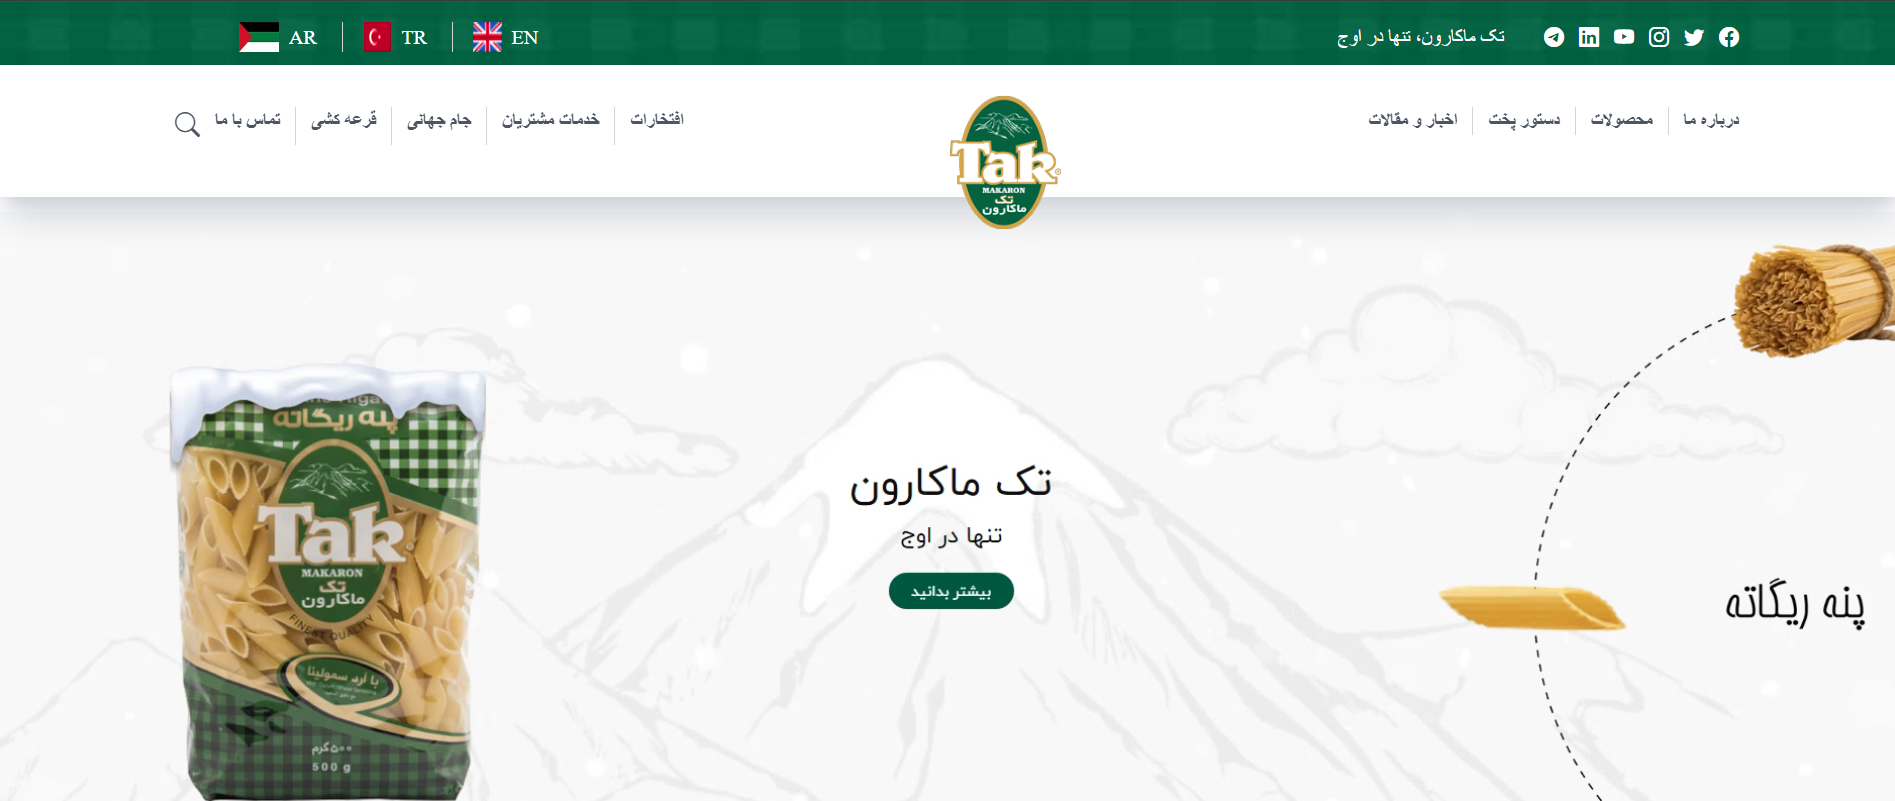 تک ماکارون، تنها در اوج
EN
TR
AR
درباره ما
محصولات
دستور پخت
اخبار و مقالات
Tak®
MAKARON
تک
ماکارون
افتخارات
خدمات مشتریان
جام جهانی
قرعه کشی
تماس با ما
تک ماکارون
تنها در اوج
بیشتر بدانید
پنه ریگاته
پنه ریگاته
Tak
MAKARON
تک
ماکارون
FINEST QUALITY
با آرد سمولینا
۵۰۰گرم
500 g